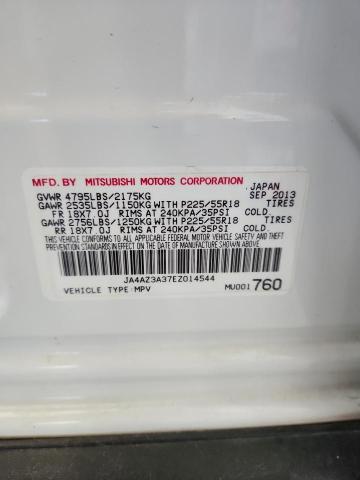 MFD. BY MITSUBISHI MOTORS CORPORATION JAPAN
GVWR 4795LBS/2175KG SEP 2013
GAWR 2535LBS/1150KG WITH P225/55R18 TIRES
FR 18X7.0J RIMS AT 240KPA/35PSI COLD.
GAWR 2756LBS/1250KG WITH P225/55R18 TIRES
RR 18X7.0J RIMS AT 240KPA/35PSI COLD.
THIS VEHICLE CONFORMS TO ALL APPLICABLE FEDERAL MOTOR VEHICLE SAFETY AND THEFT
PREVENTION STANDARDS IN EFFECT ON THE DATE OF MANUFACTURE SHOWN ABOVE.
JA4AZ3A37EZ014544
VEHICLE TYPE MPV MU001760